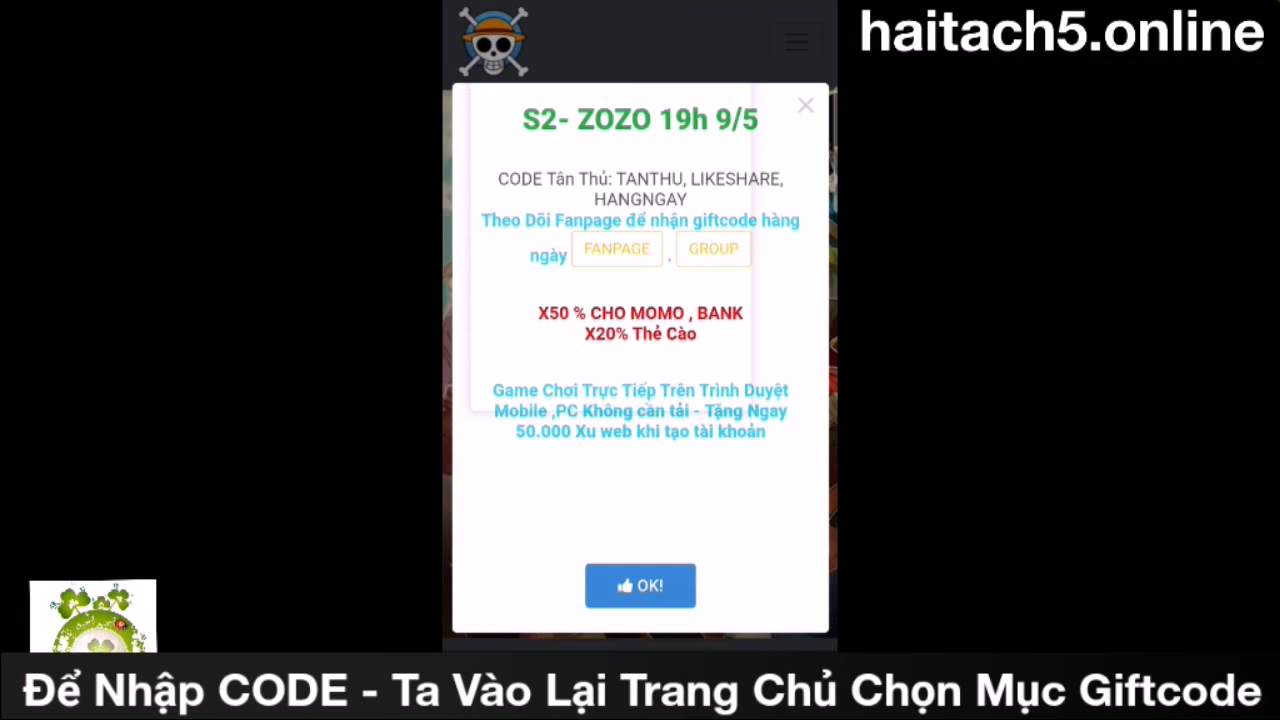 haitach5.online
S2- ZOZO 19h 9/5
CODE Tân Thủ: TANTHU, LIKESHARE,
HANGNGAY
Theo Dõi Fanpage để nhận giftcode hàng
ngày FANPAGE . GROUP
X50 % CHO MOMO , BANK
X20% Thẻ Cào
Game Chơi Trực Tiếp Trên Trình Duyệt
Mobile ,PC Không cần tải - Tặng Ngay
50.000 Xu web khi tạo tài khoản
OK!
Để Nhập CODE - Ta Vào Lại Trang Chủ Chọn Mục Giftcode